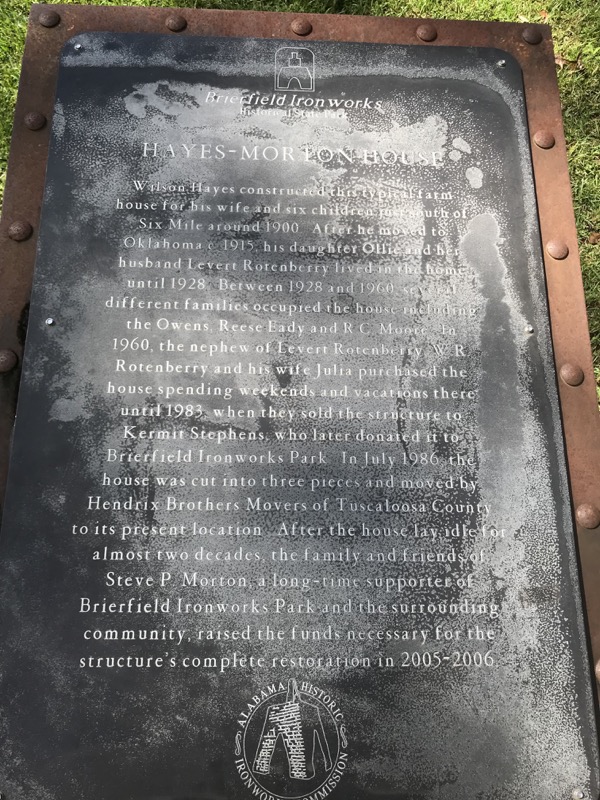 Brierfield Ironworks
Historical State Park
HAYES-MORTON HOUSE
Wilson Hayes constructed this typical farm
house for his wife and six children just south of
Six Mile around 1900. After he moved to
Oklahoma c. 1915, his daughter Ollie and her
husband Levert Rotenberry lived in the home
until 1928. Between 1928 and 1960, several
different families occupied the house including
the Owens, Reese Eady and R.C. Moore. In
1960, the nephew of Levert Rotenberry, W.R.
Rotenberry and his wife Julia purchased the
house spending weekends and vacations there
until 1983, when they sold the structure to
Kermit Stephens, who later donated it to
Brierfield Ironworks Park. In July 1986, the
house was cut into three pieces and moved by
Hendrix Brothers Movers of Tuscaloosa County
to its present location. After the house lay idle for
almost two decades, the family and friends of
Steve P. Morton, a long-time supporter of
Brierfield Ironworks Park and the surrounding
community, raised the funds necessary for the
structure's complete restoration in 2005-2006.
ALABAMA HISTORIC
IRONWORKS COMMISSION